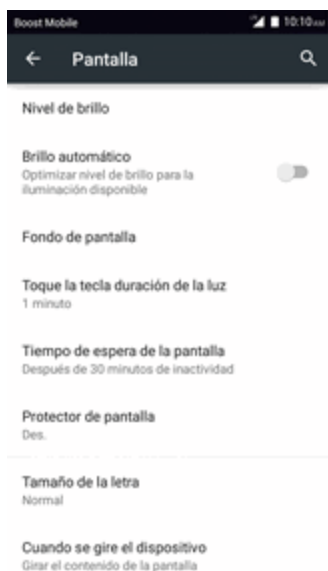 Boost Mobile 10:10 AM
Pantalla
Nivel de brillo
Brillo automático
Optimizar nivel de brillo para la
iluminación disponible
Fondo de pantalla
Toque la tecla duración de la luz
1 minuto
Tiempo de espera de la pantalla
Después de 30 minutos de inactividad
Protector de pantalla
Des.
Tamaño de la letra
Normal
Cuando se gire el dispositivo
Girar el contenido de la pantalla